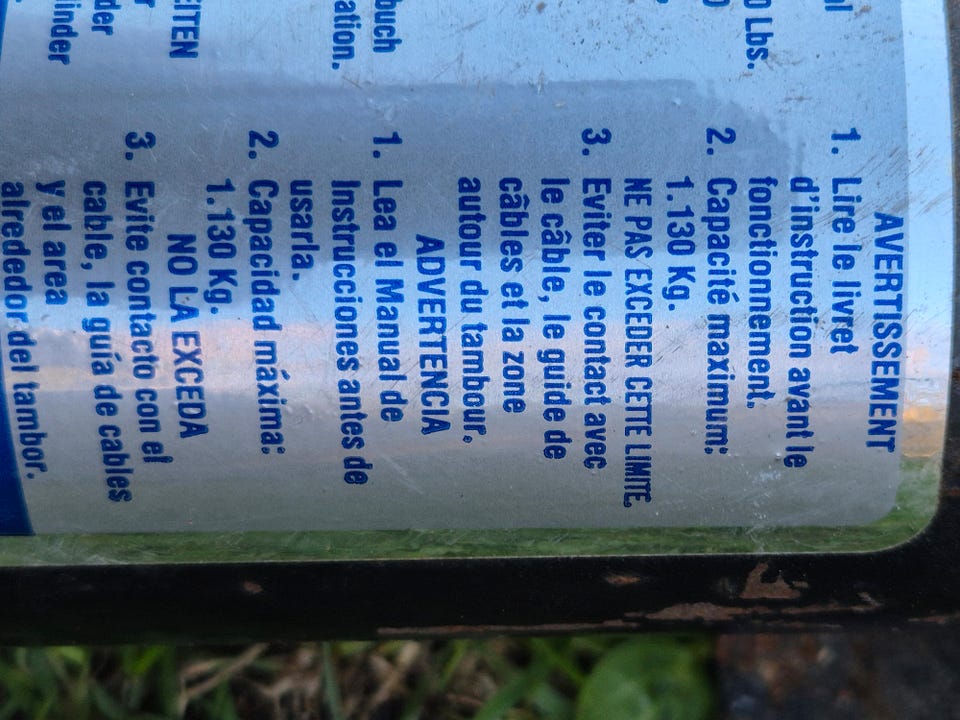 0 Lbs.
0
buch
ation.
ETEN
der
inder
AVERTISSEMENT
1. Lire le livret
d'instruction avant le
fonctionnement.
2. Capacité maximum:
1.130 Kg.
NE PAS EXCEDER CETTE LIMITE.
3. Eviter le contact avec
le câble, le guide de
câbles et la zone
autour du tambour.
ADVERTENCIA
1. Lea el Manual de
Instrucciones antes de
usarla.
2. Capacidad máxima:
1.130 Kg.
NO LA EXCEDA
3. Evite contacto con el
cable, la guía de cables
y el area
alrededor del tambor.